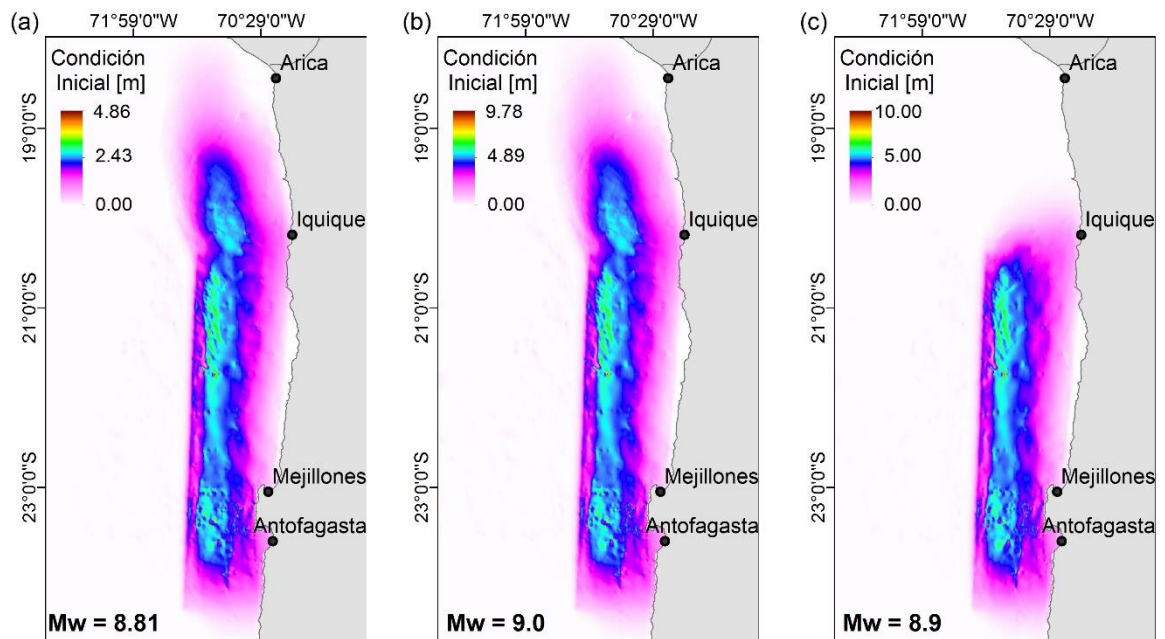 (a)
71°59'0"W
70°29'0"W
Condición
Inicial [m]
4.86
2.43
0.00
19°0'0"S
21°0'0"S
23°0'0"S
Arica
Iquique
Mejillones
Antofagasta
Mw = 8.81
(b)
71°59'0"W
70°29'0"W
Condición
Inicial [m]
9.78
4.89
0.00
19°0'0"S
21°0'0"S
23°0'0"S
Arica
Iquique
Mejillones
Antofagasta
Mw = 9.0
(c)
71°59'0"W
70°29'0"W
Condición
Inicial [m]
10.00
5.00
0.00
19°0'0"S
21°0'0"S
23°0'0"S
Arica
Iquique
Mejillones
Antofagasta
Mw = 8.9